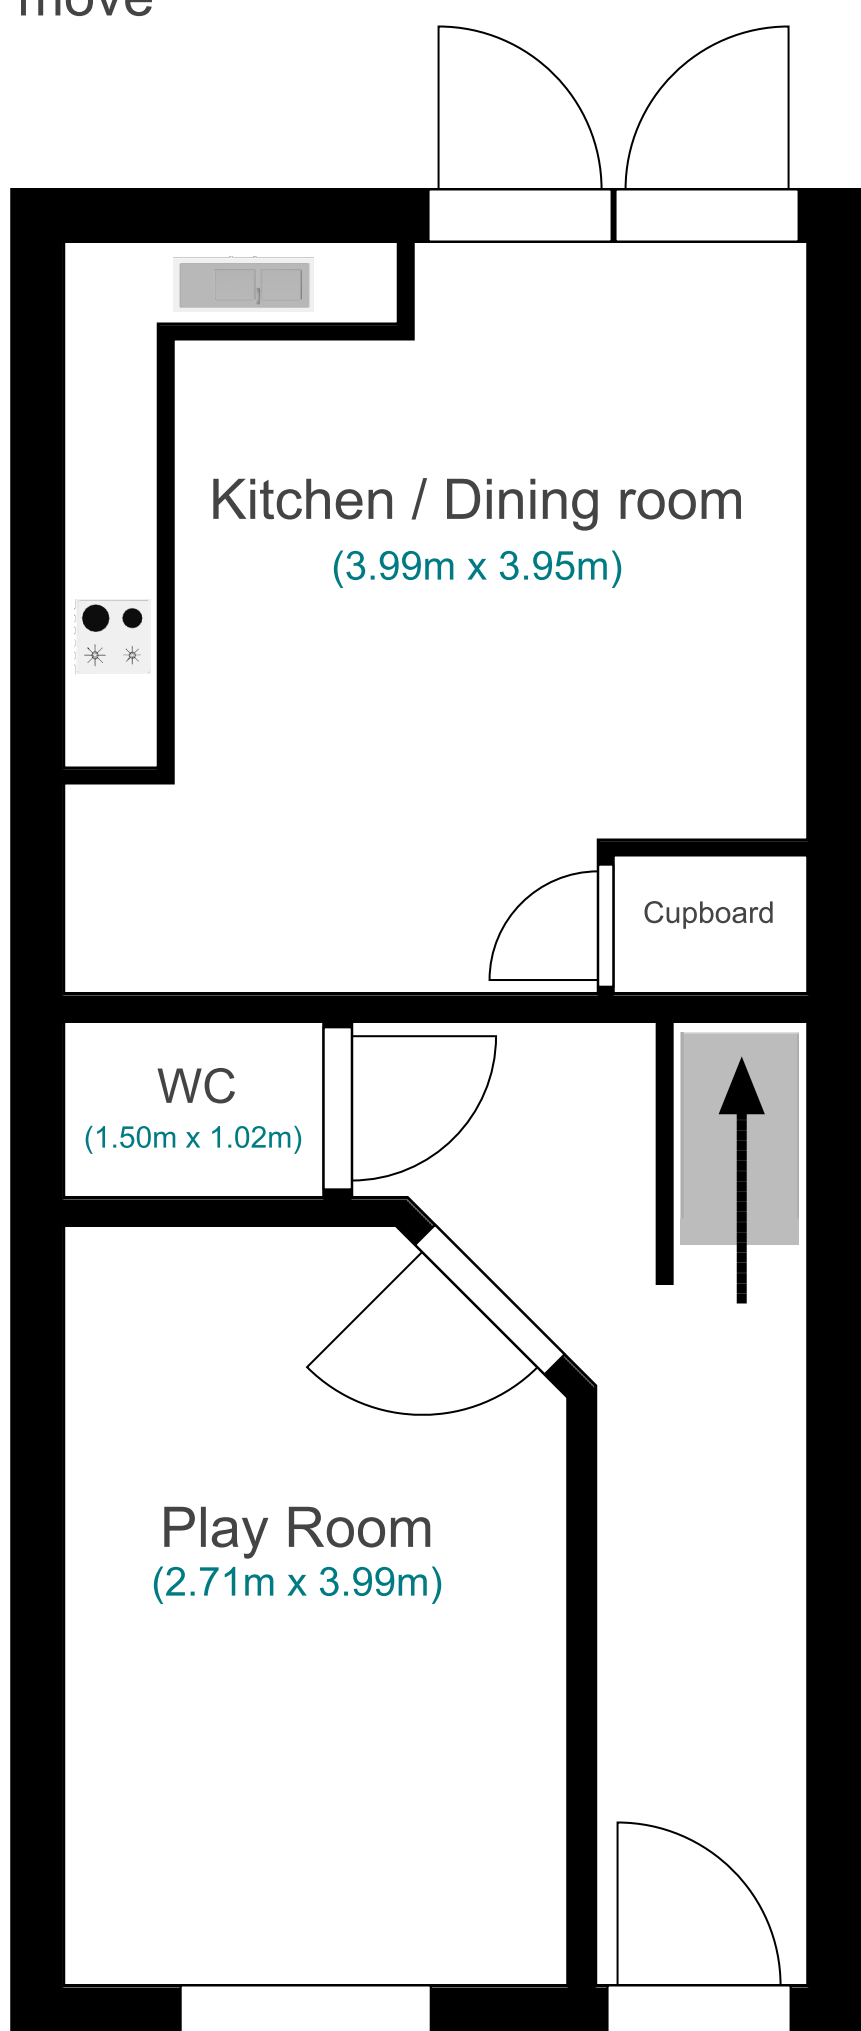 move
Kitchen / Dining room
(3.99m x 3.95m)
Cupboard
WC
(1.50m x 1.02m)
Play Room
(2.71m x 3.99m)